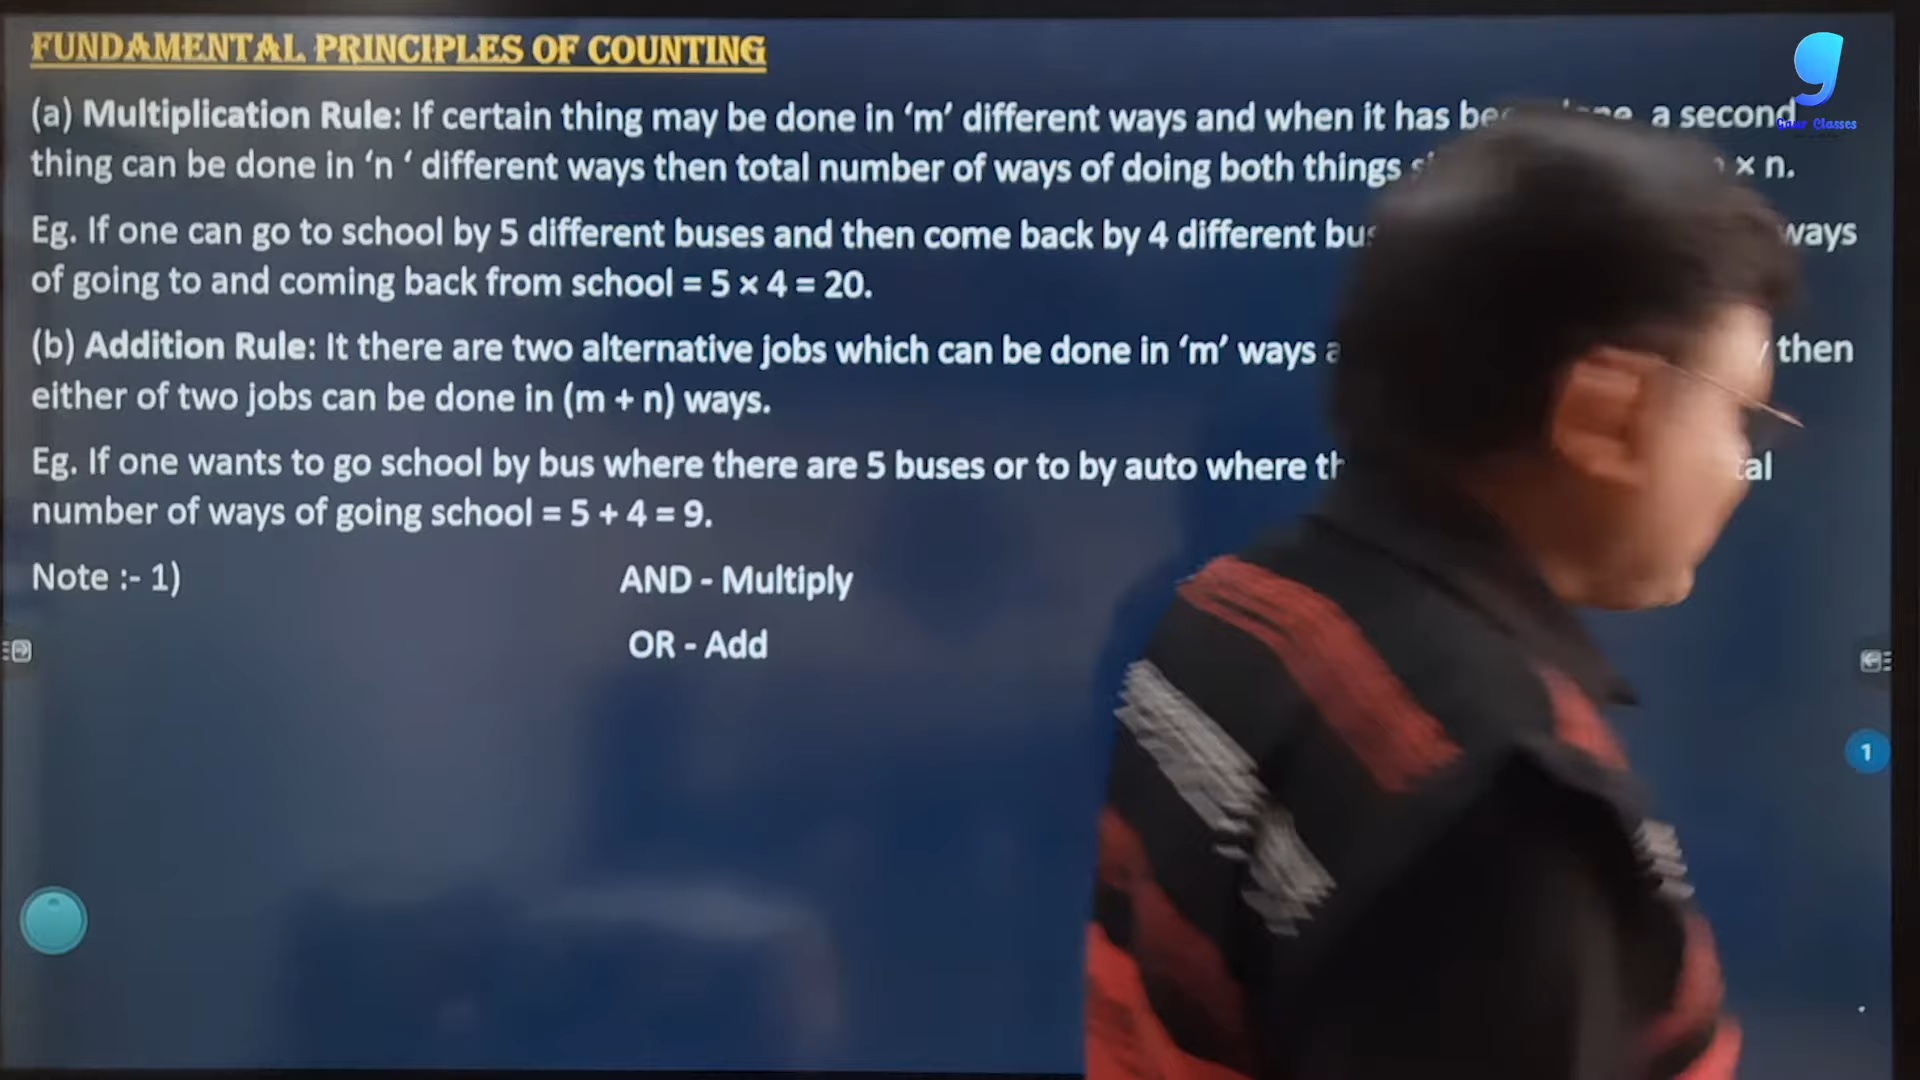 FUNDAMENTAL PRINCIPLES OF COUNTING
(a) Multiplication Rule: If certain thing may be done in ‘m’ different ways and when it has a second
thing can be done in ‘n ‘ different ways then total number of ways of doing both things × n.
Eg. If one can go to school by 5 different buses and then come back by 4 different ways
of going to and coming back from school = 5 × 4 = 20.
(b) Addition Rule: It there are two alternative jobs which can be done in ‘m’ ways then
either of two jobs can be done in (m + n) ways.
Eg. If one wants to go school by bus where there are 5 buses or to by auto where
number of ways of going school = 5 + 4 = 9.
Note :- 1) AND - Multiply
OR - Add
1
g
Gaur Classes